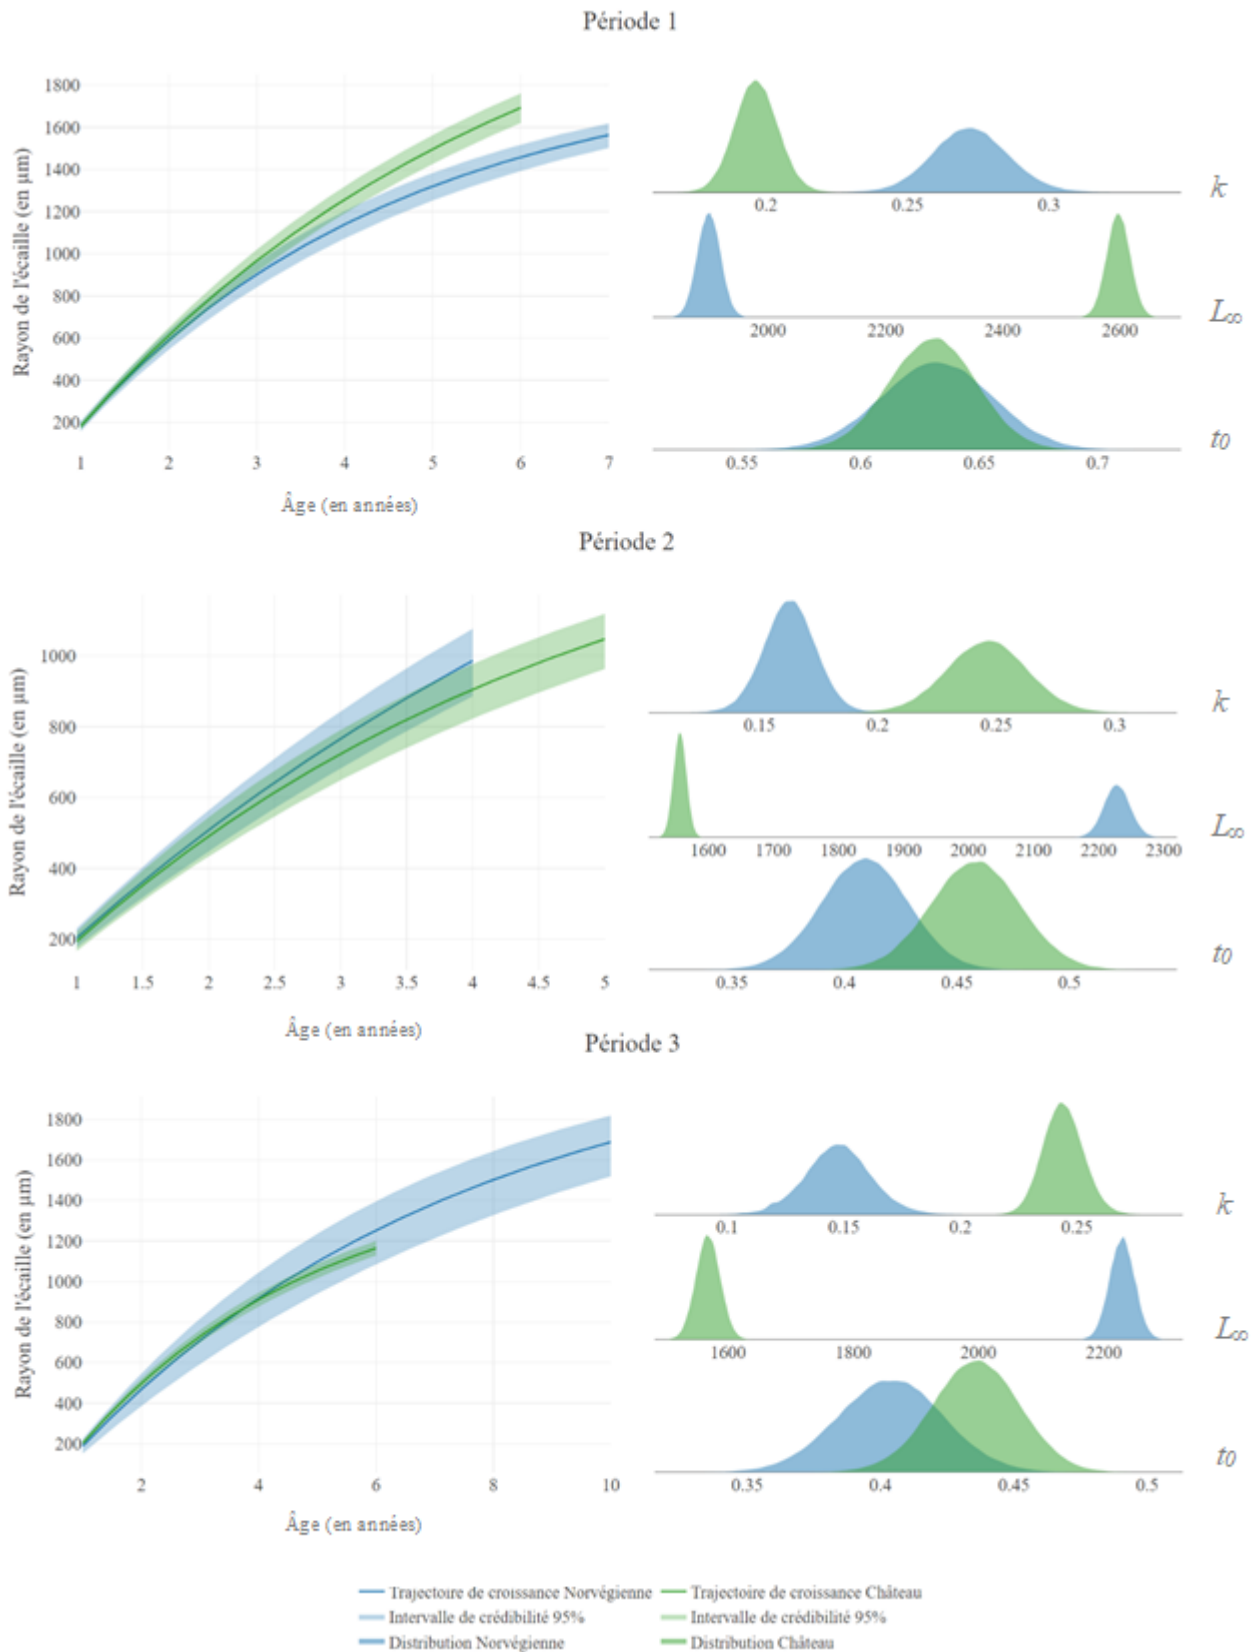 Période 1
Rayon de l'écaille (en µm)
1800
1600
1400
1200
1000
800
600
400
200
1 2 3 4 5 6 7
Âge (en années)
0.2 0.25 0.3
k
2000 2200 2400 2600
L∞
0.55 0.6 0.65 0.7
t0
Période 2
Rayon de l'écaille (en µm)
1000
800
600
400
200
1 1.5 2 2.5 3 3.5 4 4.5 5
Âge (en années)
0.15 0.2 0.25 0.3
k
1600 1700 1800 1900 2000 2100 2200 2300
L∞
0.35 0.4 0.45 0.5
t0
Période 3
Rayon de l'écaille (en µm)
1800
1600
1400
1200
1000
800
600
400
200
2 4 6 8 10
Âge (en années)
0.1 0.15 0.2 0.25
k
1600 1800 2000 2200
L∞
0.35 0.4 0.45 0.5
t0
Trajectoire de croissance Norvégienne Trajectoire de croissance Château
Intervalle de crédibilité 95% Intervalle de crédibilité 95%
Distribution Norvégienne Distribution Château